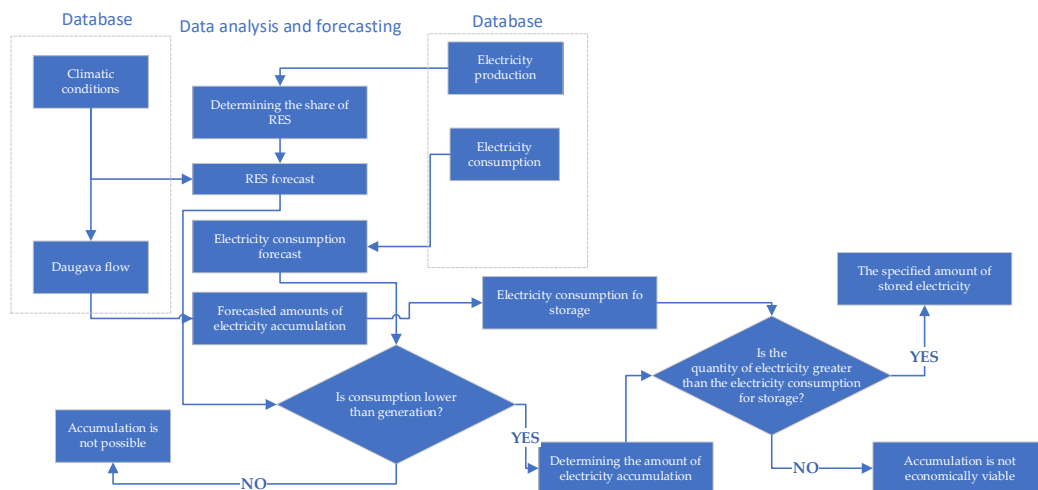 Database
Data analysis and forecasting
Database
Climatic
conditions
Electricity
production
Determining the share of
RES
Electricity
consumption
RES forecast
Electricity consumption
forecast
Daugava flow
The specified amount of
stored electricity
Forecasted amounts of
electricity accumulation
Electricity consumption fo
storage
YES
Is the
quantity of electricity greater
than the electricity consumption
for storage?
Is consumption lower
than generation?
Accumulation is
not possible
YES
NO
Determining the amount of
electricity accumulation
NO
Accumulation is not
economically viable